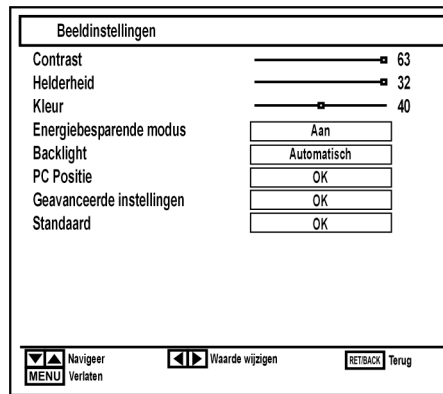 Beeldinstellingen
Contrast 63
Helderheid 32
Kleur 40
Energiebesparende modus Aan
Backlight Automatisch
PC Positie OK
Geavanceerde instellingen OK
Standaard OK
Navigeer Waarde wijzigen RET/BACK Terug
MENU Verlaten